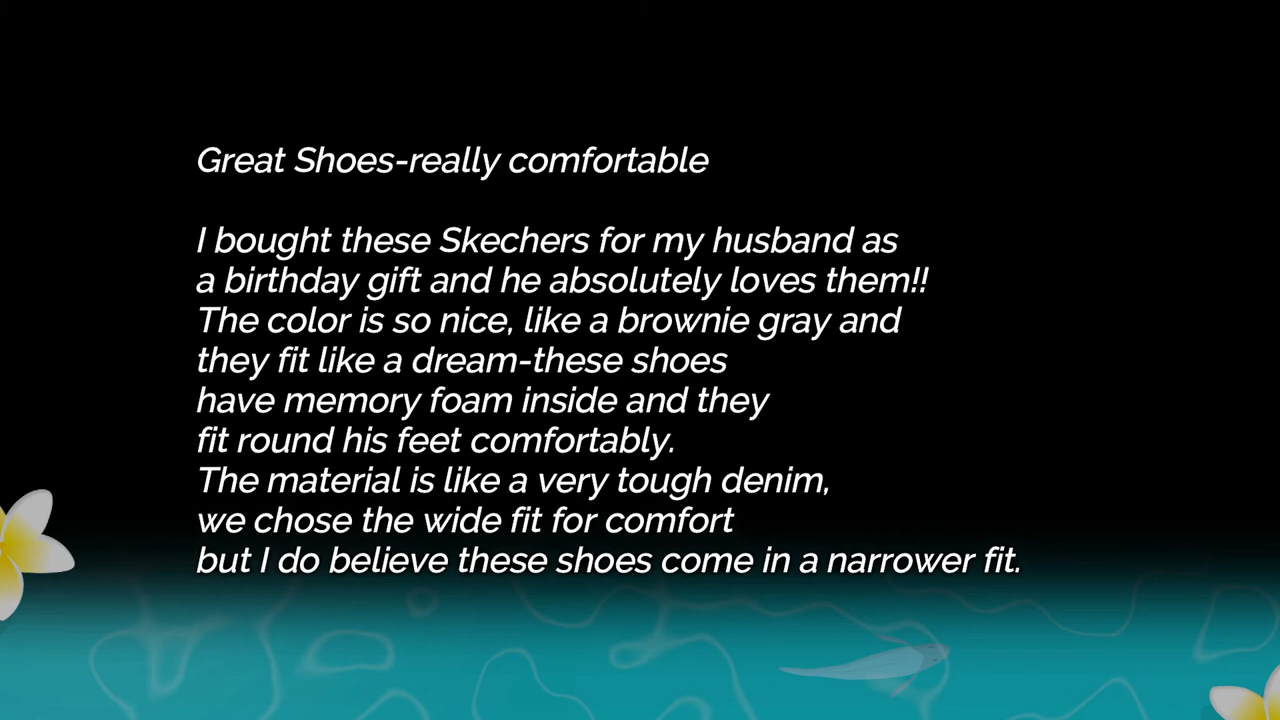 Great Shoes-really comfortable
I bought these Skechers for my husband as
a birthday gift and he absolutely loves them!!
The color is so nice, like a brownie gray and
they fit like a dream-these shoes
have memory foam inside and they
fit round his feet comfortably.
The material is like a very tough denim,
we chose the wide fit for comfort
but I do believe these shoes come in a narrower fit.